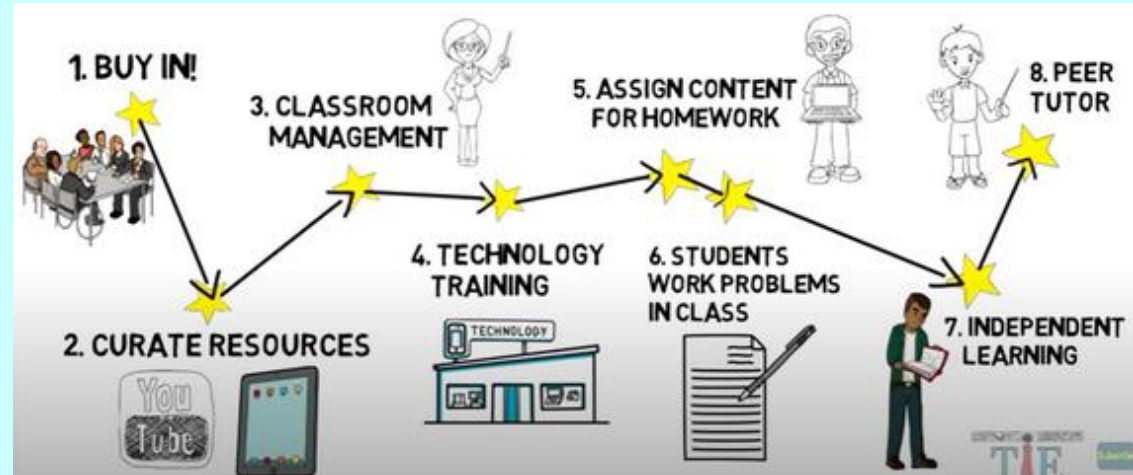 1. BUY IN!
3. CLASSROOM
MANAGEMENT
5. ASSIGN CONTENT
FOR HOMEWORK
8. PEER
TUTOR
2. CURATE RESOURCES
You
Tube
4. TECHNOLOGY
TRAINING
TECHNOLOGY
6. STUDENTS
WORK PROBLEMS
IN CLASS
7. INDEPENDENT
LEARNING
TIF